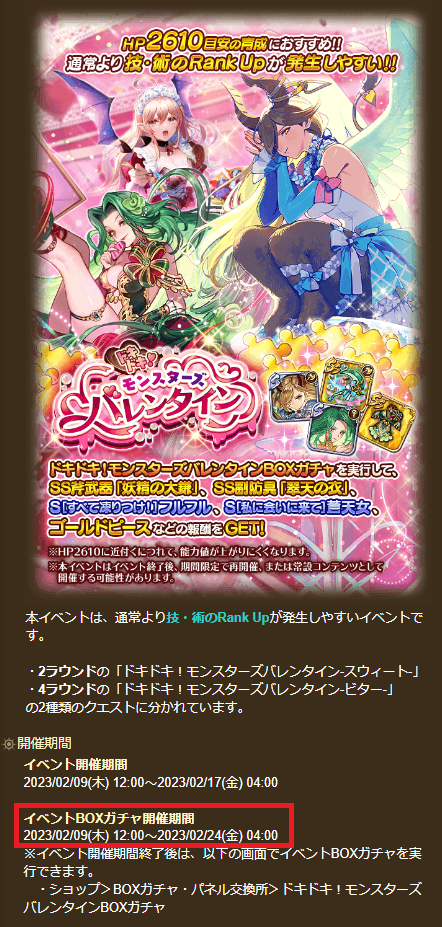 HP2610目安の育成におすすめ!!
通常より技・術のRank Upが発生しやすい!!
ドキドキ!
モンスターズ
バレンタイン
ドキドキ!モンスターズバレンタインBOXガチャを実行して、
SS斧武器「妖精の大鎌」、SS副防具「翠天の衣」、
S[すべて凍りつけ!]フルフル、S[私に会いに来て]蒼天女、
ゴールドピースなどの報酬をGET!
※HP2610に近付くにつれて、能力値が上がりにくくなります。
※本イベントはイベント終了後、期間限定で再開催、または常設コンテンツとして
開催する可能性があります。
本イベントは、通常より技・術のRank Upが発生しやすいイベントで
す。
・2ラウンドの「ドキドキ！モンスターズバレンタイン-スウィート-」
・4ラウンドの「ドキドキ！モンスターズバレンタイン-ビター-」
の2種類のクエストに分かれています。
開催期間
イベント開催期間
2023/02/09(木) 12:00～2023/02/17(金) 04:00
イベントBOXガチャ開催期間
2023/02/09(木) 12:00～2023/02/24(金) 04:00
※イベント開催期間終了後は、以下の画面でイベントBOXガチャを実
行できます。
・ショップ＞BOXガチャ・パネル交換所＞ドキドキ！モンスターズ
バレンタインBOXガチャ